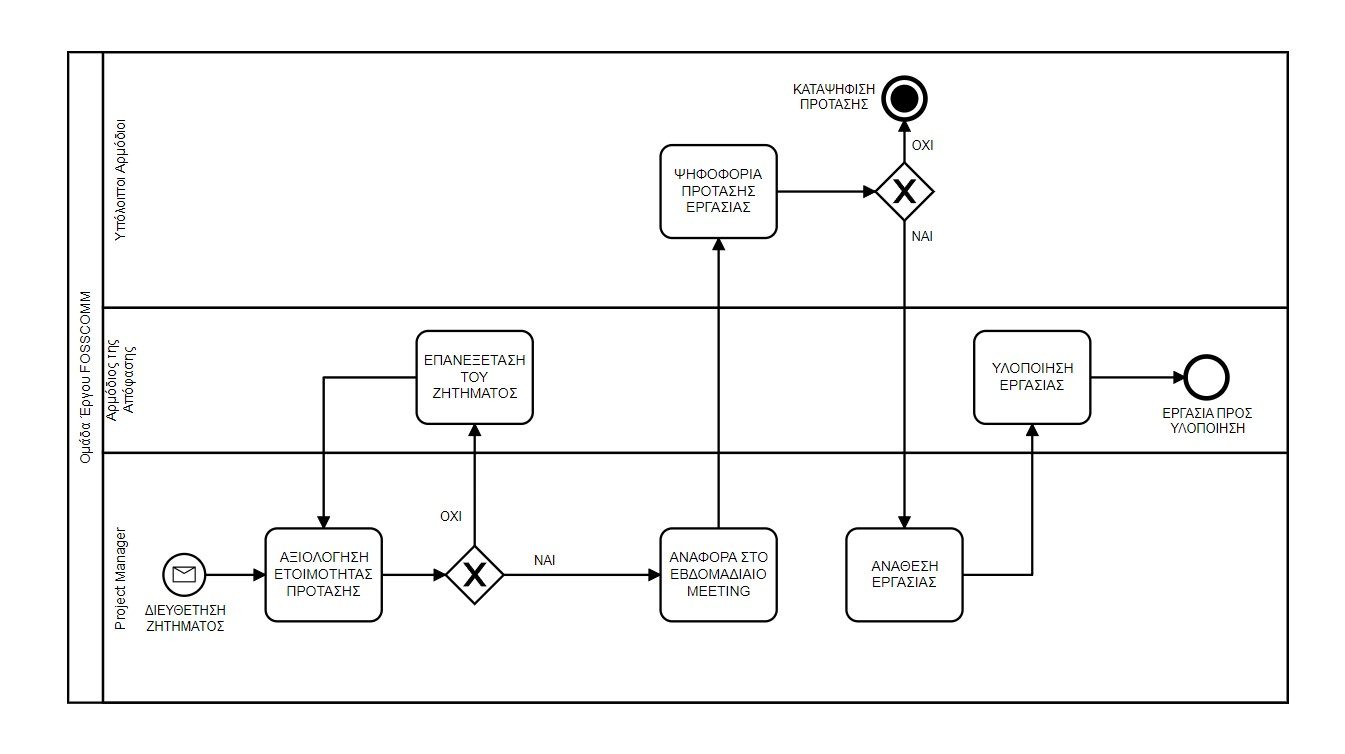 Ομάδα Έργου FOSSCOMM
Υπόλοιποι Αρμόδιοι
ΚΑΤΑΨΗΦΙΣΗ
ΠΡΟΤΑΣΗΣ
ΟΧΙ
ΨΗΦΟΦΟΡΙΑ
ΠΡΟΤΑΣΗΣ
ΕΡΓΑΣΙΑΣ
ΝΑΙ
Αρμόδιος της
Απόφασης
ΕΠΑΝΕΞΕΤΑΣΗ
ΤΟΥ
ΖΗΤΗΜΑΤΟΣ
ΥΛΟΠΟΙΗΣΗ
ΕΡΓΑΣΙΑΣ
ΕΡΓΑΣΙΑ ΠΡΟΣ
ΥΛΟΠΟΙΗΣΗ
Project Manager
ΔΙΕΥΘΕΤΗΣΗ
ΖΗΤΗΜΑΤΟΣ
ΑΞΙΟΛΟΓΗΣΗ
ΕΤΟΙΜΟΤΗΤΑΣ
ΠΡΟΤΑΣΗΣ
ΟΧΙ
ΝΑΙ
ΑΝΑΦΟΡΑ ΣΤΟ
ΕΒΔΟΜΑΔΙΑΙΟ
MEETING
ΑΝΑΘΕΣΗ
ΕΡΓΑΣΙΑΣ